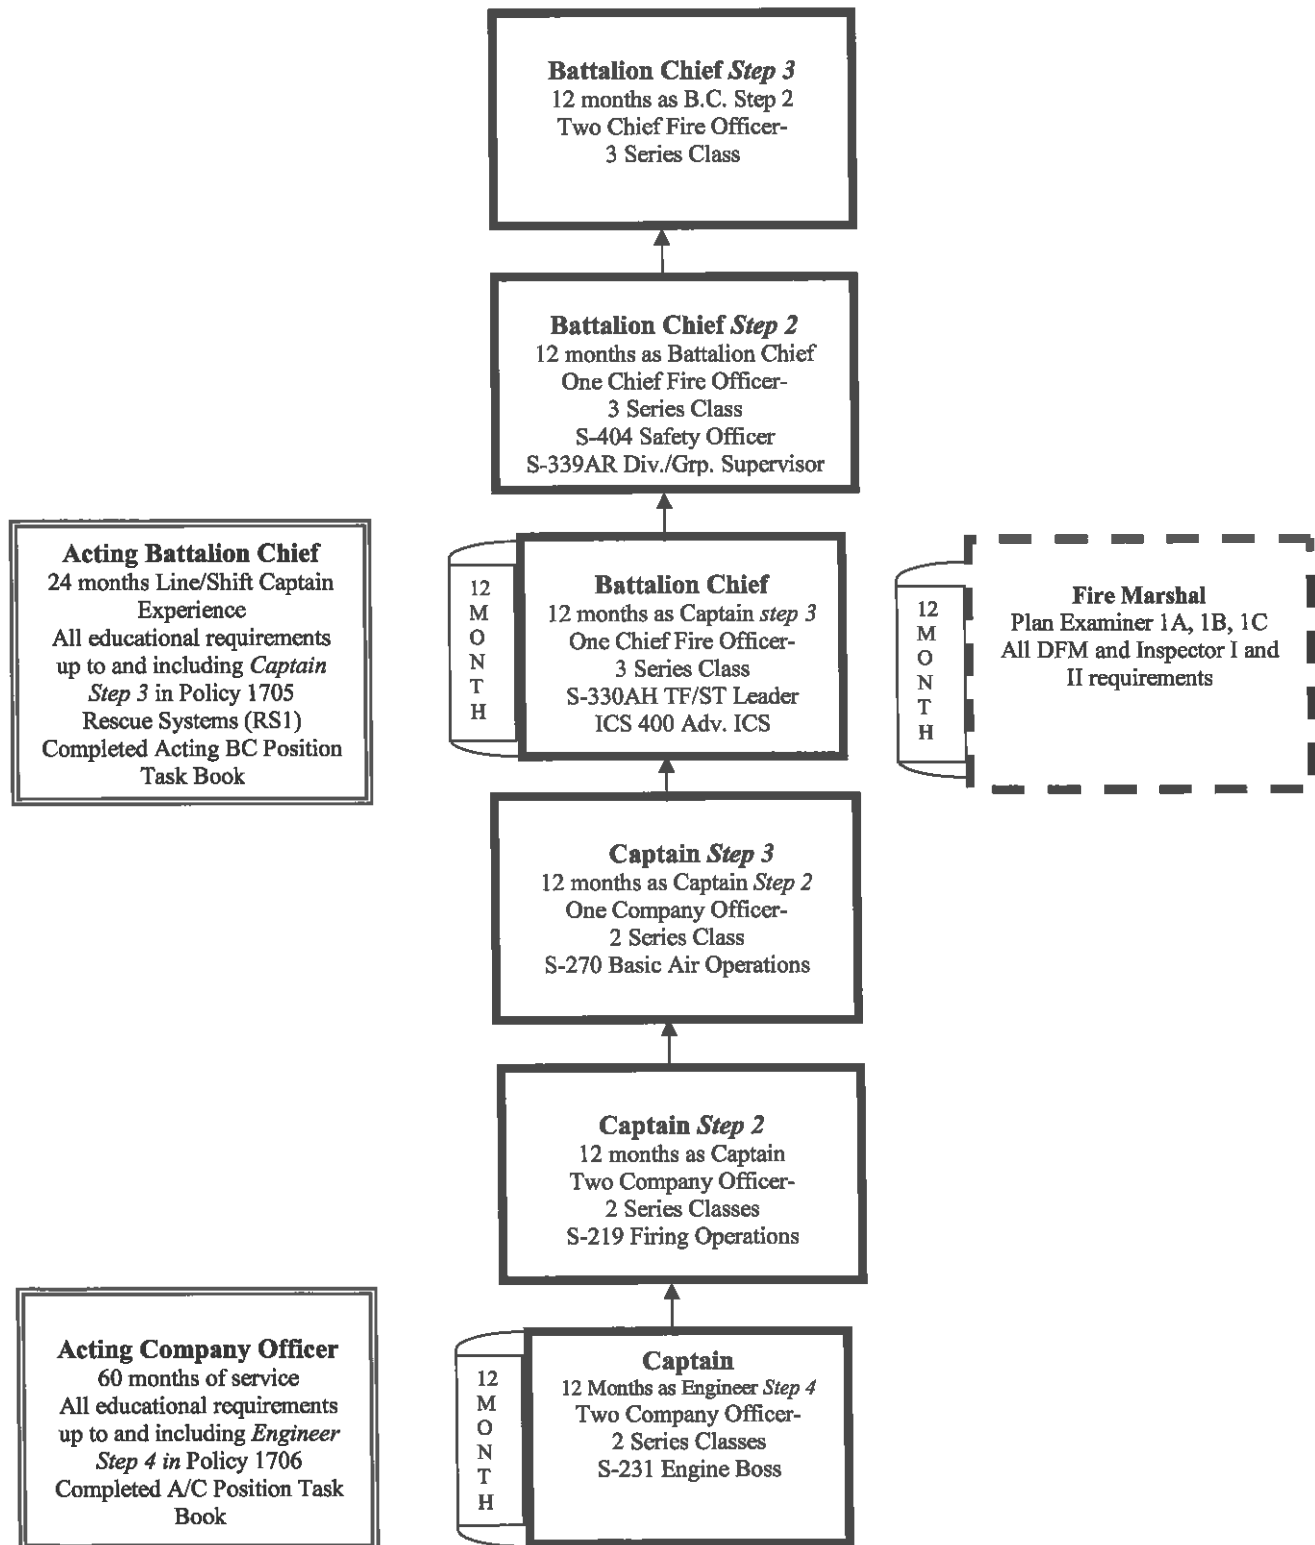 Battalion Chief Step 3
12 months as B.C. Step 2
Two Chief Fire Officer-
3 Series Class
Battalion Chief Step 2
12 months as Battalion Chief
One Chief Fire Officer-
3 Series Class
S-404 Safety Officer
S-339AR Div./Grp. Supervisor
Acting Battalion Chief
24 months Line/Shift Captain
Experience
All educational requirements
up to and including Captain
Step 3 in Policy 1705
Rescue Systems (RS1)
Completed Acting BC Position
Task Book
12
M
O
N
T
H
Battalion Chief
12 months as Captain step 3
One Chief Fire Officer-
3 Series Class
S-330AH TF/ST Leader
ICS 400 Adv. ICS
12
M
O
N
T
H
Fire Marshal
Plan Examiner 1A, 1B, 1C
All DFM and Inspector I and
II requirements
Captain Step 3
12 months as Captain Step 2
One Company Officer-
2 Series Class
S-270 Basic Air Operations
Captain Step 2
12 months as Captain
Two Company Officer-
2 Series Classes
S-219 Firing Operations
Acting Company Officer
60 months of service
All educational requirements
up to and including Engineer
Step 4 in Policy 1706
Completed A/C Position Task
Book
12
M
O
N
T
H
Captain
12 Months as Engineer Step 4
Two Company Officer-
2 Series Classes
S-231 Engine Boss